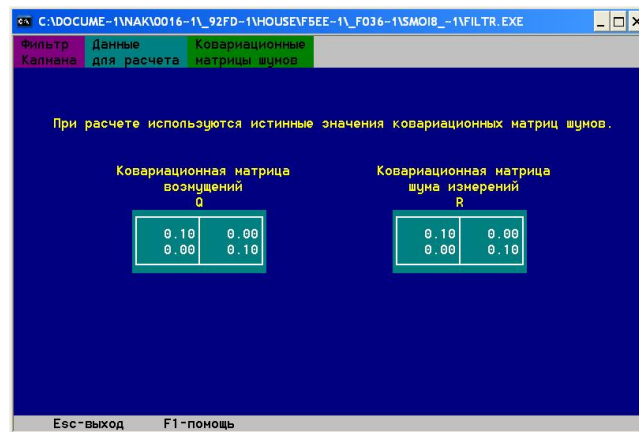 C:\DOCUME~1\NAK\0016~1\_92FD~1\HOUSE\F5EE~1\_F036~1\SMOI8_~1\FILTR.EXE
Фильтр Данные Ковариационные
Калмана для расчета матрицы шумов
При расчете используются истинные значения ковариационных матриц шумов.
Ковариационная матрица Ковариационная матрица
возмущений шума измерений
Q R
0.10 0.00 0.10 0.00
0.00 0.10 0.00 0.10
Esc-выход F1-помощь